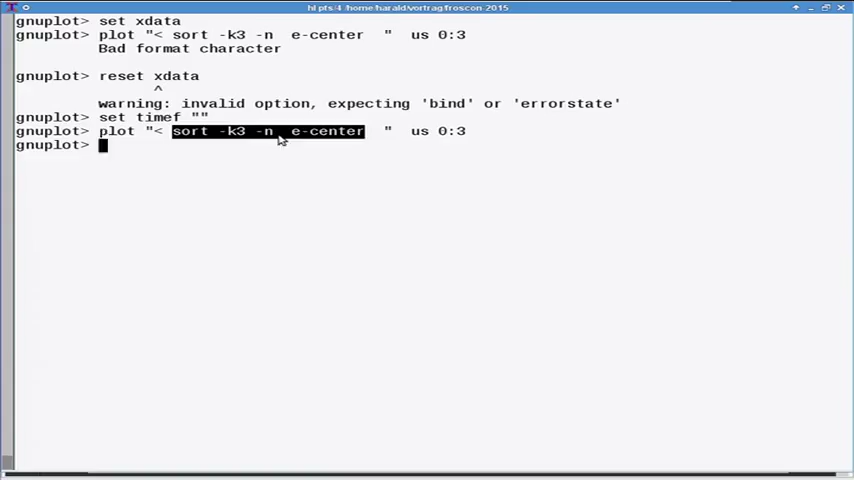 hl pts/4 /home/harald/vortrag/froscon-2015
gnuplot> set xdata
gnuplot> plot "< sort -k3 -n  e-center  "  us 0:3
Bad format character
gnuplot> reset xdata
^
warning: invalid option, expecting 'bind' or 'errorstate'
gnuplot> set timef ""
gnuplot> plot "< sort -k3 -n  e-center  "  us 0:3
gnuplot>